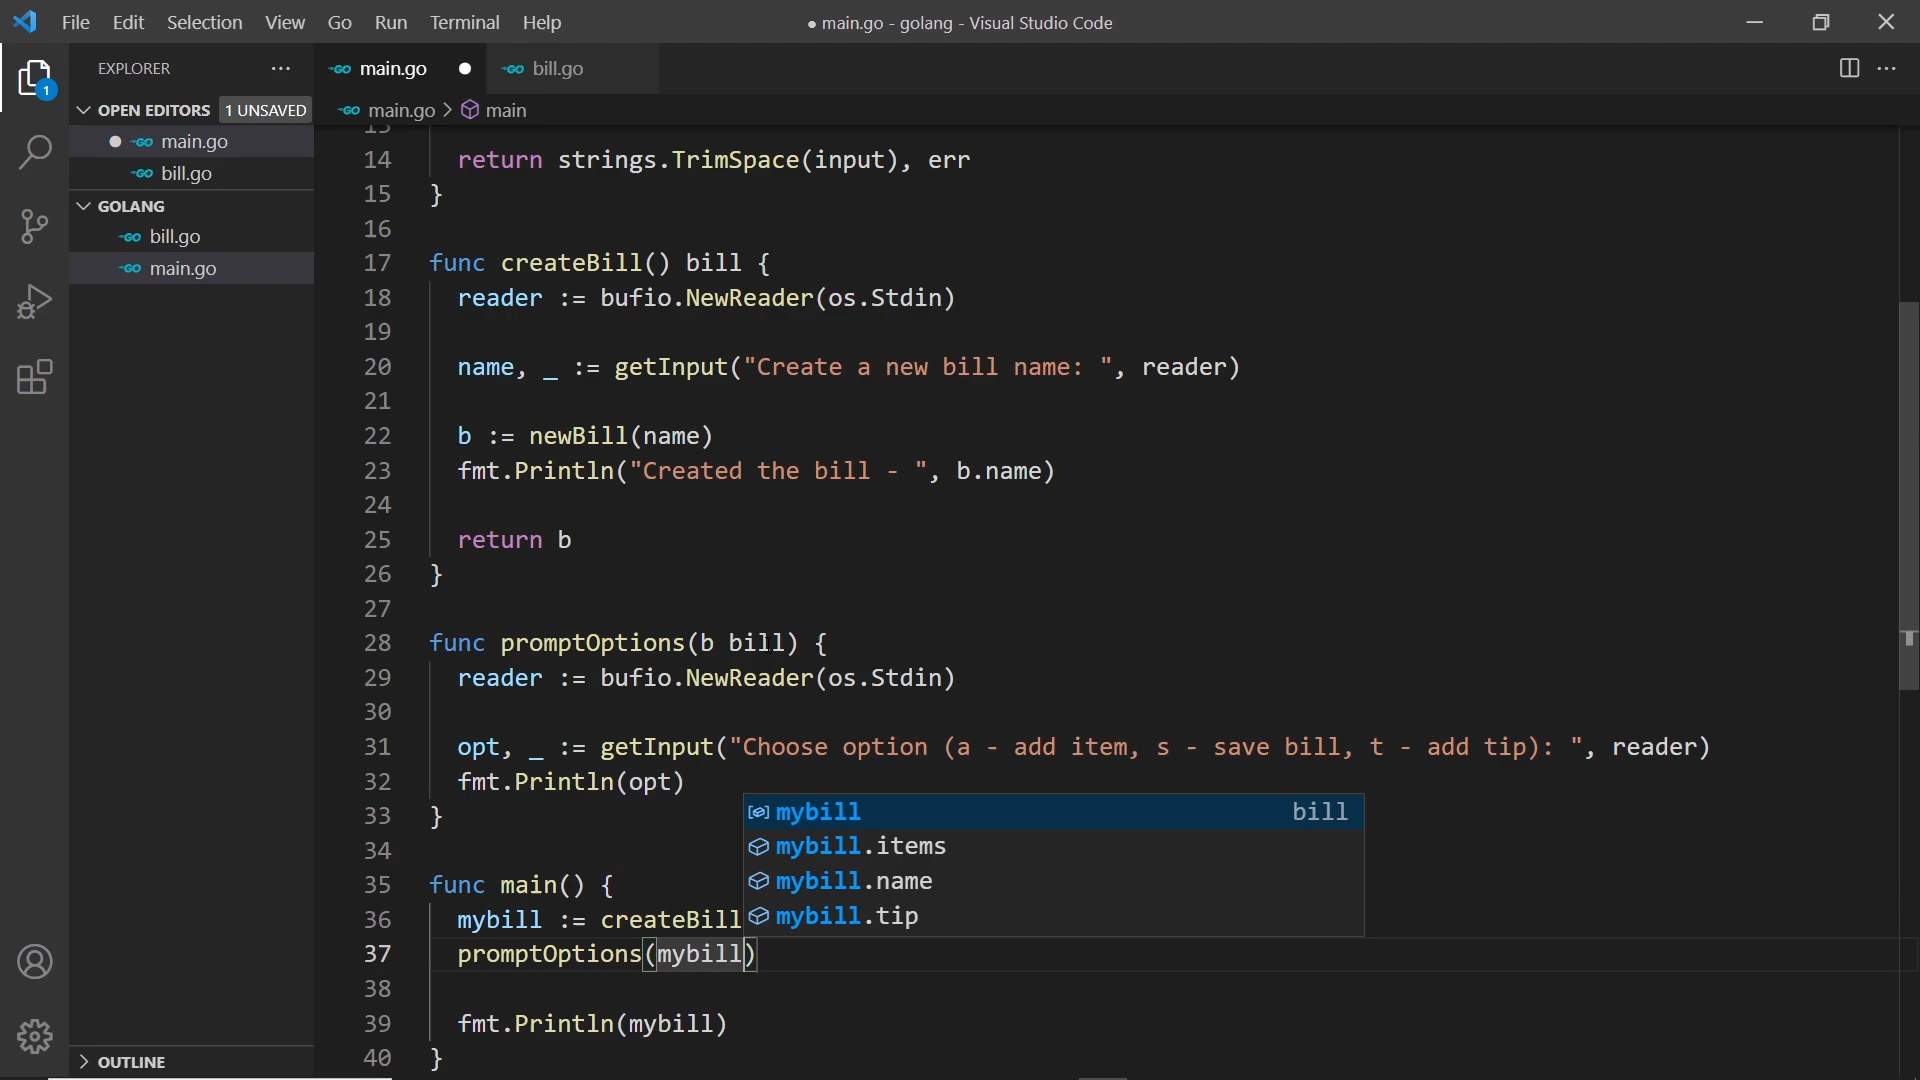 File Edit Selection View Go Run Terminal Help
● main.go - golang - Visual Studio Code
EXPLORER
main.go
bill.go
1
OPEN EDITORS 1 UNSAVED
main.go > main
main.go
bill.go
GOLANG
bill.go
main.go
13
14 return strings.TrimSpace(input), err
15 }
16
17 func createBill() bill {
18 reader := bufio.NewReader(os.Stdin)
19
20 name, _ := getInput("Create a new bill name: ", reader)
21
22 b := newBill(name)
23 fmt.Println("Created the bill - ", b.name)
24
25 return b
26 }
27
28 func promptOptions(b bill) {
29 reader := bufio.NewReader(os.Stdin)
30
31 opt, _ := getInput("Choose option (a - add item, s - save bill, t - add tip): ", reader)
32 fmt.Println(opt)
33 }
34
35 func main() {
36 mybill := createBill
37 promptOptions(mybill)
38
39 fmt.Println(mybill)
40 }
mybill bill
mybill.items
mybill.name
mybill.tip
OUTLINE